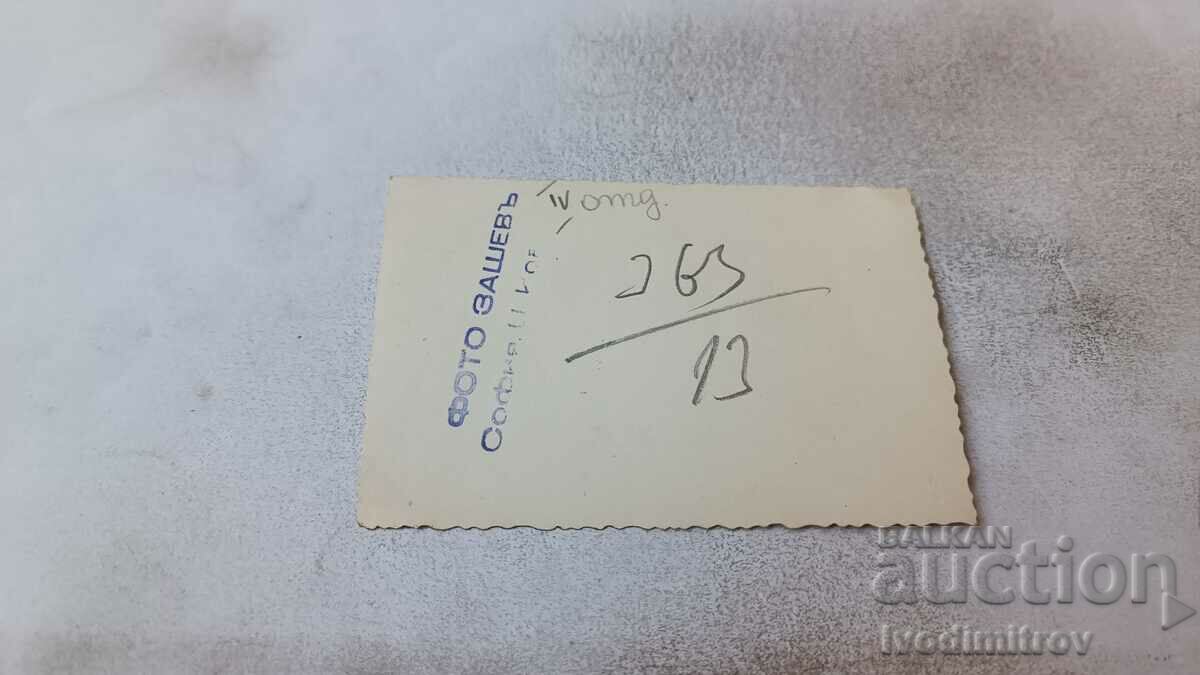 IV отд.
263
13
ФОТО ЗАШЕВЪ
София,
BALKAN
auction
Ivodimitrov